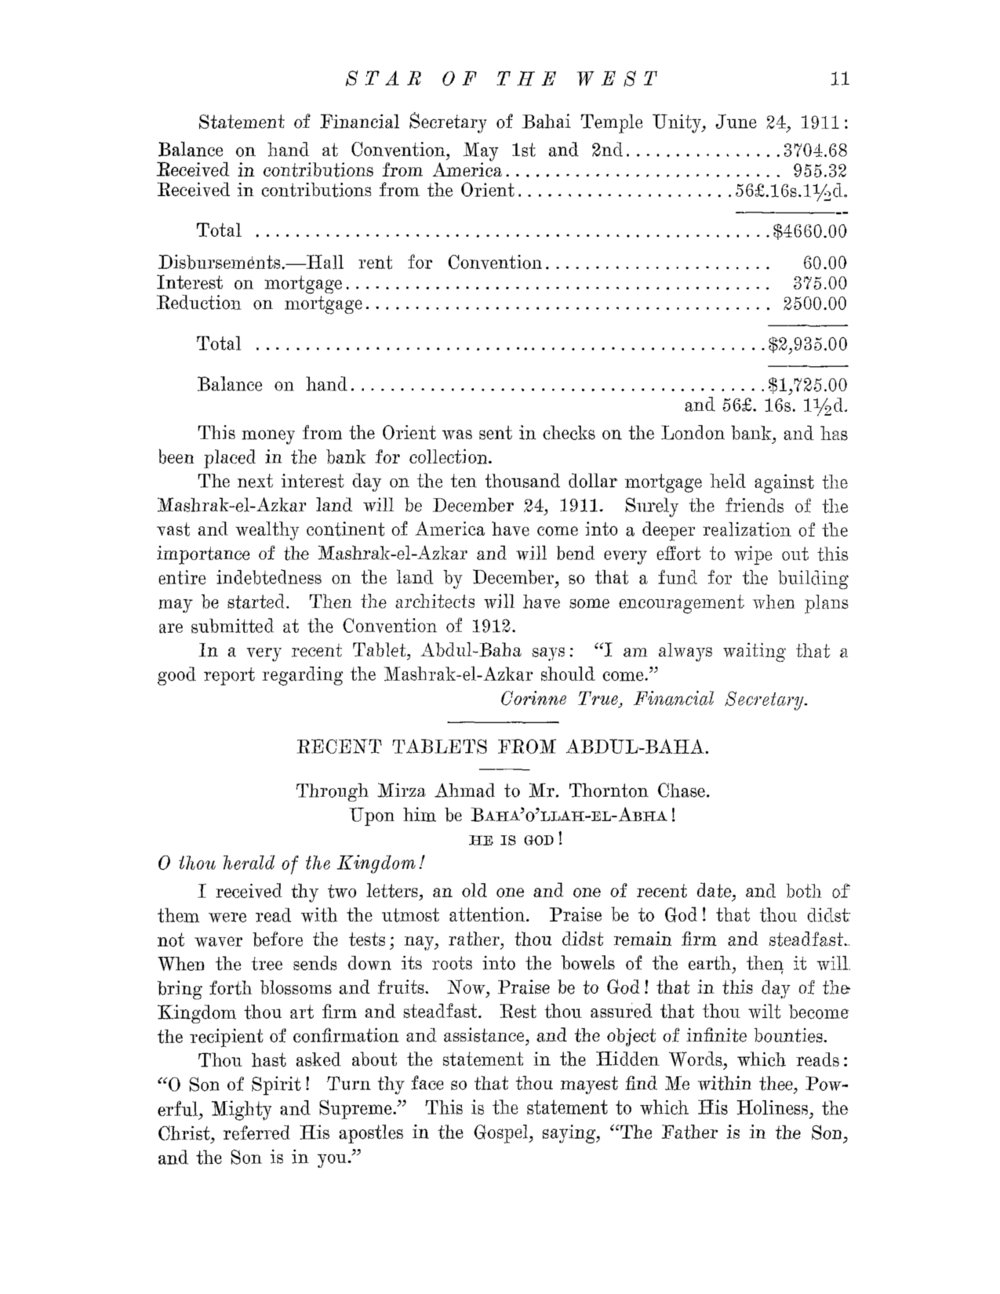 STAR OF THE WEST 11
Statement of Financial Secretary of Bahai Temple Unity, June 24, 1911:
Balance on hand at Convention, May 1st and 2nd................3704.68
Received in contributions from America............................ 955.32
Received in contributions from the Orient......................56£.16s.1½d.
Total ....................................................$4660.00
Disbursements.—Hall rent for Convention....................... 60.00
Interest on mortgage........................................... 375.00
Reduction on mortgage......................................... 2500.00
Total ...................................................$2,935.00
Balance on hand..........................................$1,725.00
and 56£. 16s. 1½d.
This money from the Orient was sent in checks on the London bank, and has
been placed in the bank for collection.
The next interest day on the ten thousand dollar mortgage held against the
Mashrak-el-Azkar land will be December 24, 1911. Surely the friends of the
vast and wealthy continent of America have come into a deeper realization of the
importance of the Mashrak-el-Azkar and will bend every effort to wipe out this
entire indebtedness on the land by December, so that a fund for the building
may be started. Then the architects will have some encouragement when plans
are submitted at the Convention of 1912.
In a very recent Tablet, Abdul-Baha says: “I am always waiting that a
good report regarding the Mashrak-el-Azkar should come.”
Corinne True, Financial Secretary.
RECENT TABLETS FROM ABDUL-BAHA.
Through Mirza Ahmad to Mr. Thornton Chase.
Upon him be BAHA’O’LLAH-EL-ABHA!
HE IS GOD!
O thou herald of the Kingdom!
I received thy two letters, an old one and one of recent date, and both of
them were read with the utmost attention. Praise be to God! that thou didst
not waver before the tests; nay, rather, thou didst remain firm and steadfast.
When the tree sends down its roots into the bowels of the earth, then it will
bring forth blossoms and fruits. Now, Praise be to God! that in this day of the
Kingdom thou art firm and steadfast. Rest thou assured that thou wilt become
the recipient of confirmation and assistance, and the object of infinite bounties.
Thou hast asked about the statement in the Hidden Words, which reads:
“O Son of Spirit! Turn thy face so that thou mayest find Me within thee, Pow-
erful, Mighty and Supreme.” This is the statement to which His Holiness, the
Christ, referred His apostles in the Gospel, saying, “The Father is in the Son,
and the Son is in you.”